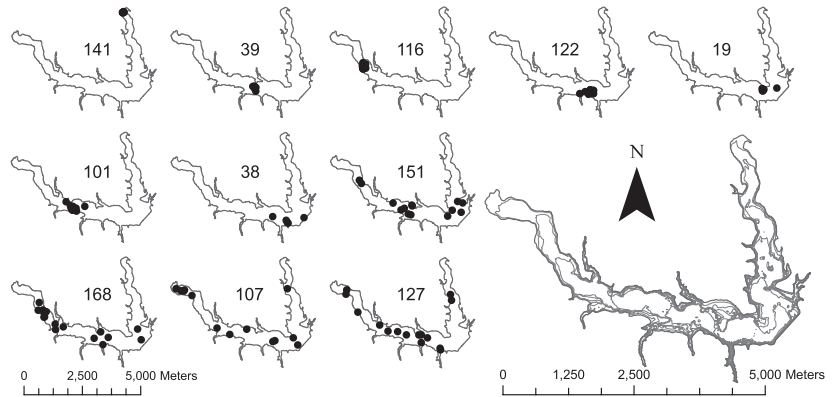 141 39 116 122 19
101 38 151
N
168 107 127
0 2,500 5,000 Meters
0 1,250 2,500 5,000 Meters